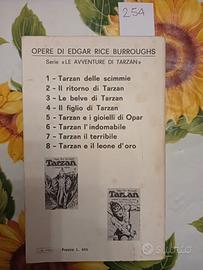 254
OPERE DI EDGAR RICE BURROUGHS
Serie «LE AVVENTURE DI TARZAN»
1 - Tarzan delle scimmie
2 - Il ritorno di Tarzan
3 - Le belve di Tarzan
4 - Il figlio di Tarzan
5 - Tarzan e i gioielli di Opar
6 - Tarzan l'indomabile
7 - Tarzan il terribile
8 - Tarzan e il leone d'oro
Tarzan
Tarzan
subito